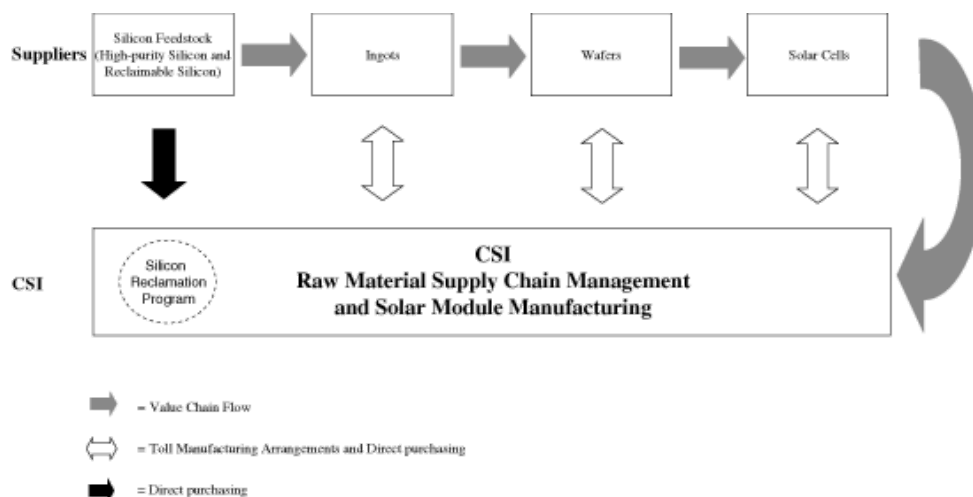 Suppliers
Silicon Feedstock
(High-purity Silicon and
Reclaimable Silicon)
Ingots
Wafers
Solar Cells
CSI
Silicon
Reclamation
Program
CSI
Raw Material Supply Chain Management
and Solar Module Manufacturing
= Value Chain Flow
= Toll Manufacturing Arrangements and Direct purchasing
= Direct purchasing